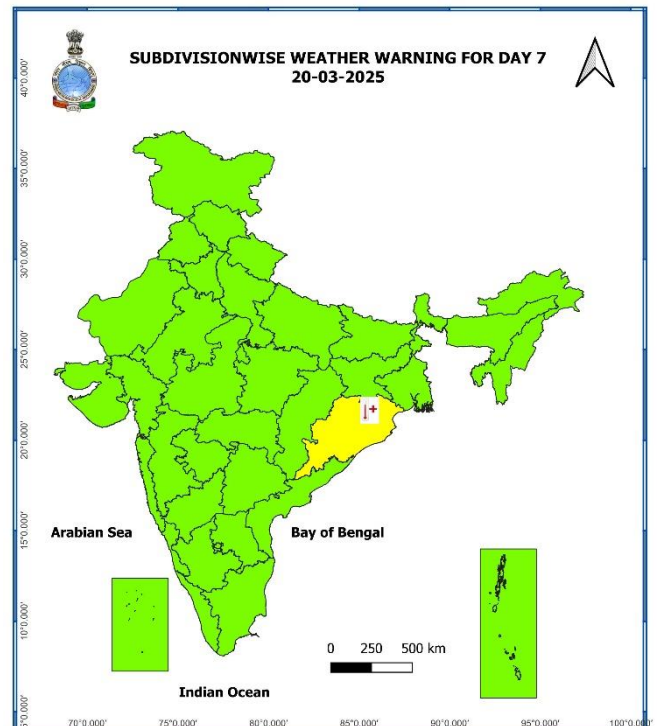 SUBDIVISIONWISE WEATHER WARNING FOR DAY 7
20-03-2025
40°0.000'
35°0.000'
30°0.000'
25°0.000'
20°0.000'
15°0.000'
10°0.000'
Arabian Sea
Bay of Bengal
0 250 500 km
Indian Ocean
70°0.000' 75°0.000' 80°0.000' 85°0.000' 90°0.000' 95°0.000'